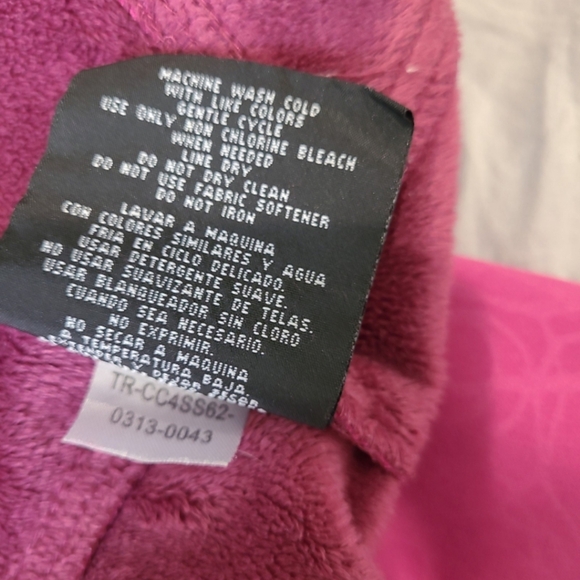 MACHINE WASH COLD
WITH LIKE COLORS
GENTLE CYCLE
USE ONLY NON CHLORINE BLEACH
WHEN NEEDED
LINE DRY
DO NOT DRY CLEAN
DO NOT USE FABRIC SOFTENER
DO NOT IRON
LAVAR A MAQUINA
CON COLORES SIMILARES Y AGUA
FRIA EN CICLO DELICADO.
USAR DETERGENTE SUAVE.
NO USAR SUAVIZANTE DE TELAS.
USAR BLANQUEADOR SIN CLORO
CUANDO SEA NECESARIO.
NO EXPRIMIR.
NO SECAR A MAQUINA
TEMPERATURA BAJA.
TR-CC4SS62-
0313-0043